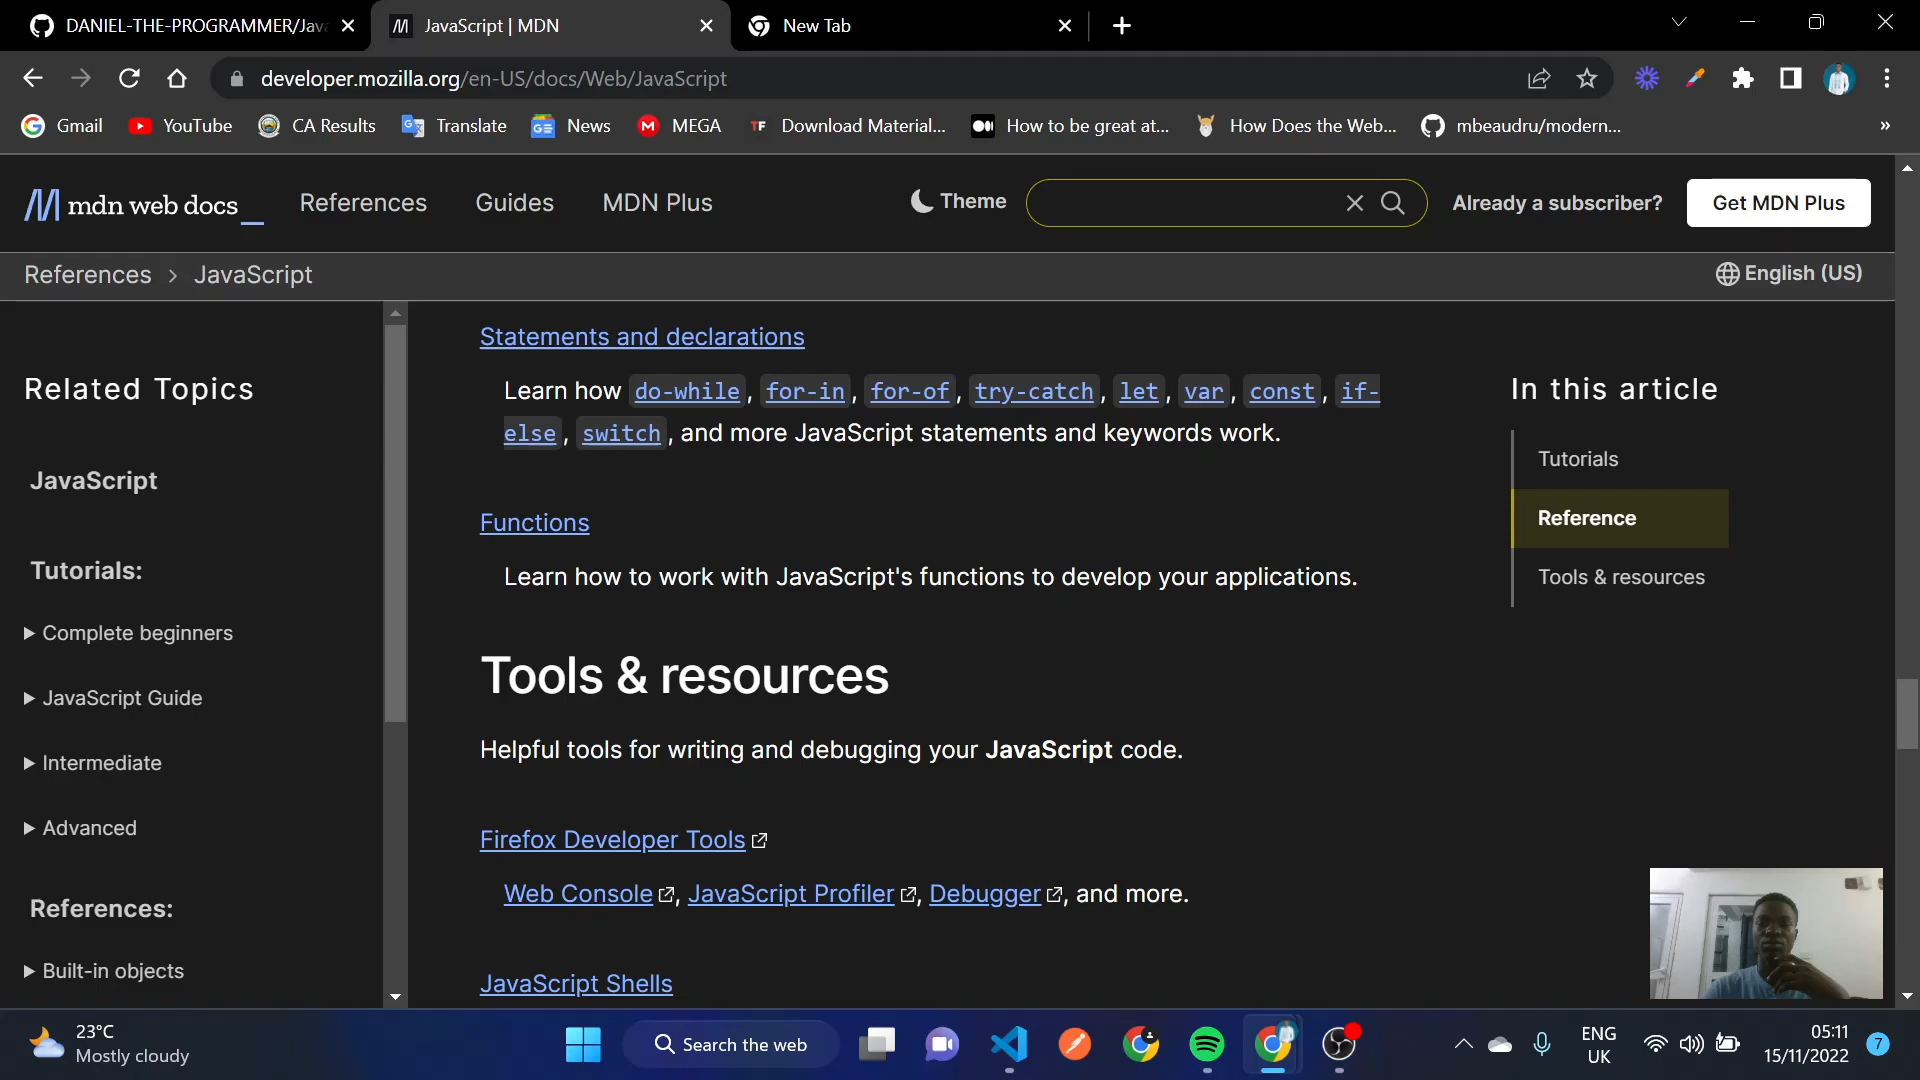 DANIEL-THE-PROGRAMMER/Jav
JavaScript | MDN
New Tab
developer.mozilla.org/en-US/docs/Web/JavaScript
Gmail
YouTube
CA Results
Translate
News
MEGA
TF Download Material...
How to be great at...
How Does the Web...
mbeaudru/modern...
»
mdn web docs_
References
Guides
MDN Plus
Theme
Already a subscriber?
Get MDN Plus
References > JavaScript
English (US)
Related Topics
JavaScript
Tutorials:
Complete beginners
JavaScript Guide
Intermediate
Advanced
References:
Built-in objects
Statements and declarations
Learn how do-while, for-in, for-of, try-catch, let, var, const, if-
else, switch, and more JavaScript statements and keywords work.
Functions
Learn how to work with JavaScript's functions to develop your applications.
Tools & resources
Helpful tools for writing and debugging your JavaScript code.
Firefox Developer Tools
Web Console, JavaScript Profiler, Debugger, and more.
JavaScript Shells
In this article
Tutorials
Reference
Tools & resources
23°C
Mostly cloudy
Search the web
ENG
UK
05:11
15/11/2022
7